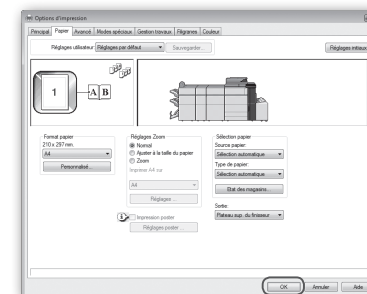 Options d'impression
Principal Papier Avancé Modes spéciaux Gestion travaux Filigranes Couleur
Réglages utilisateur: Réglages par défaut Sauvegarder...
1 A B
Format papier
210 x 297 mm.
A4
Personnalisé...
Réglages Zoom
Normal
Ajuster à la taille du papier
Zoom
Imprimer A4 sur
A4
Réglages ...
Impression poster
Réglages poster ...
Sélection papier
Source papier:
Sélection automatique
Type de papier:
Sélection automatique
Etat des magasins...
Sortie:
Plateau sup. du finisseur
OK Annuler Aide